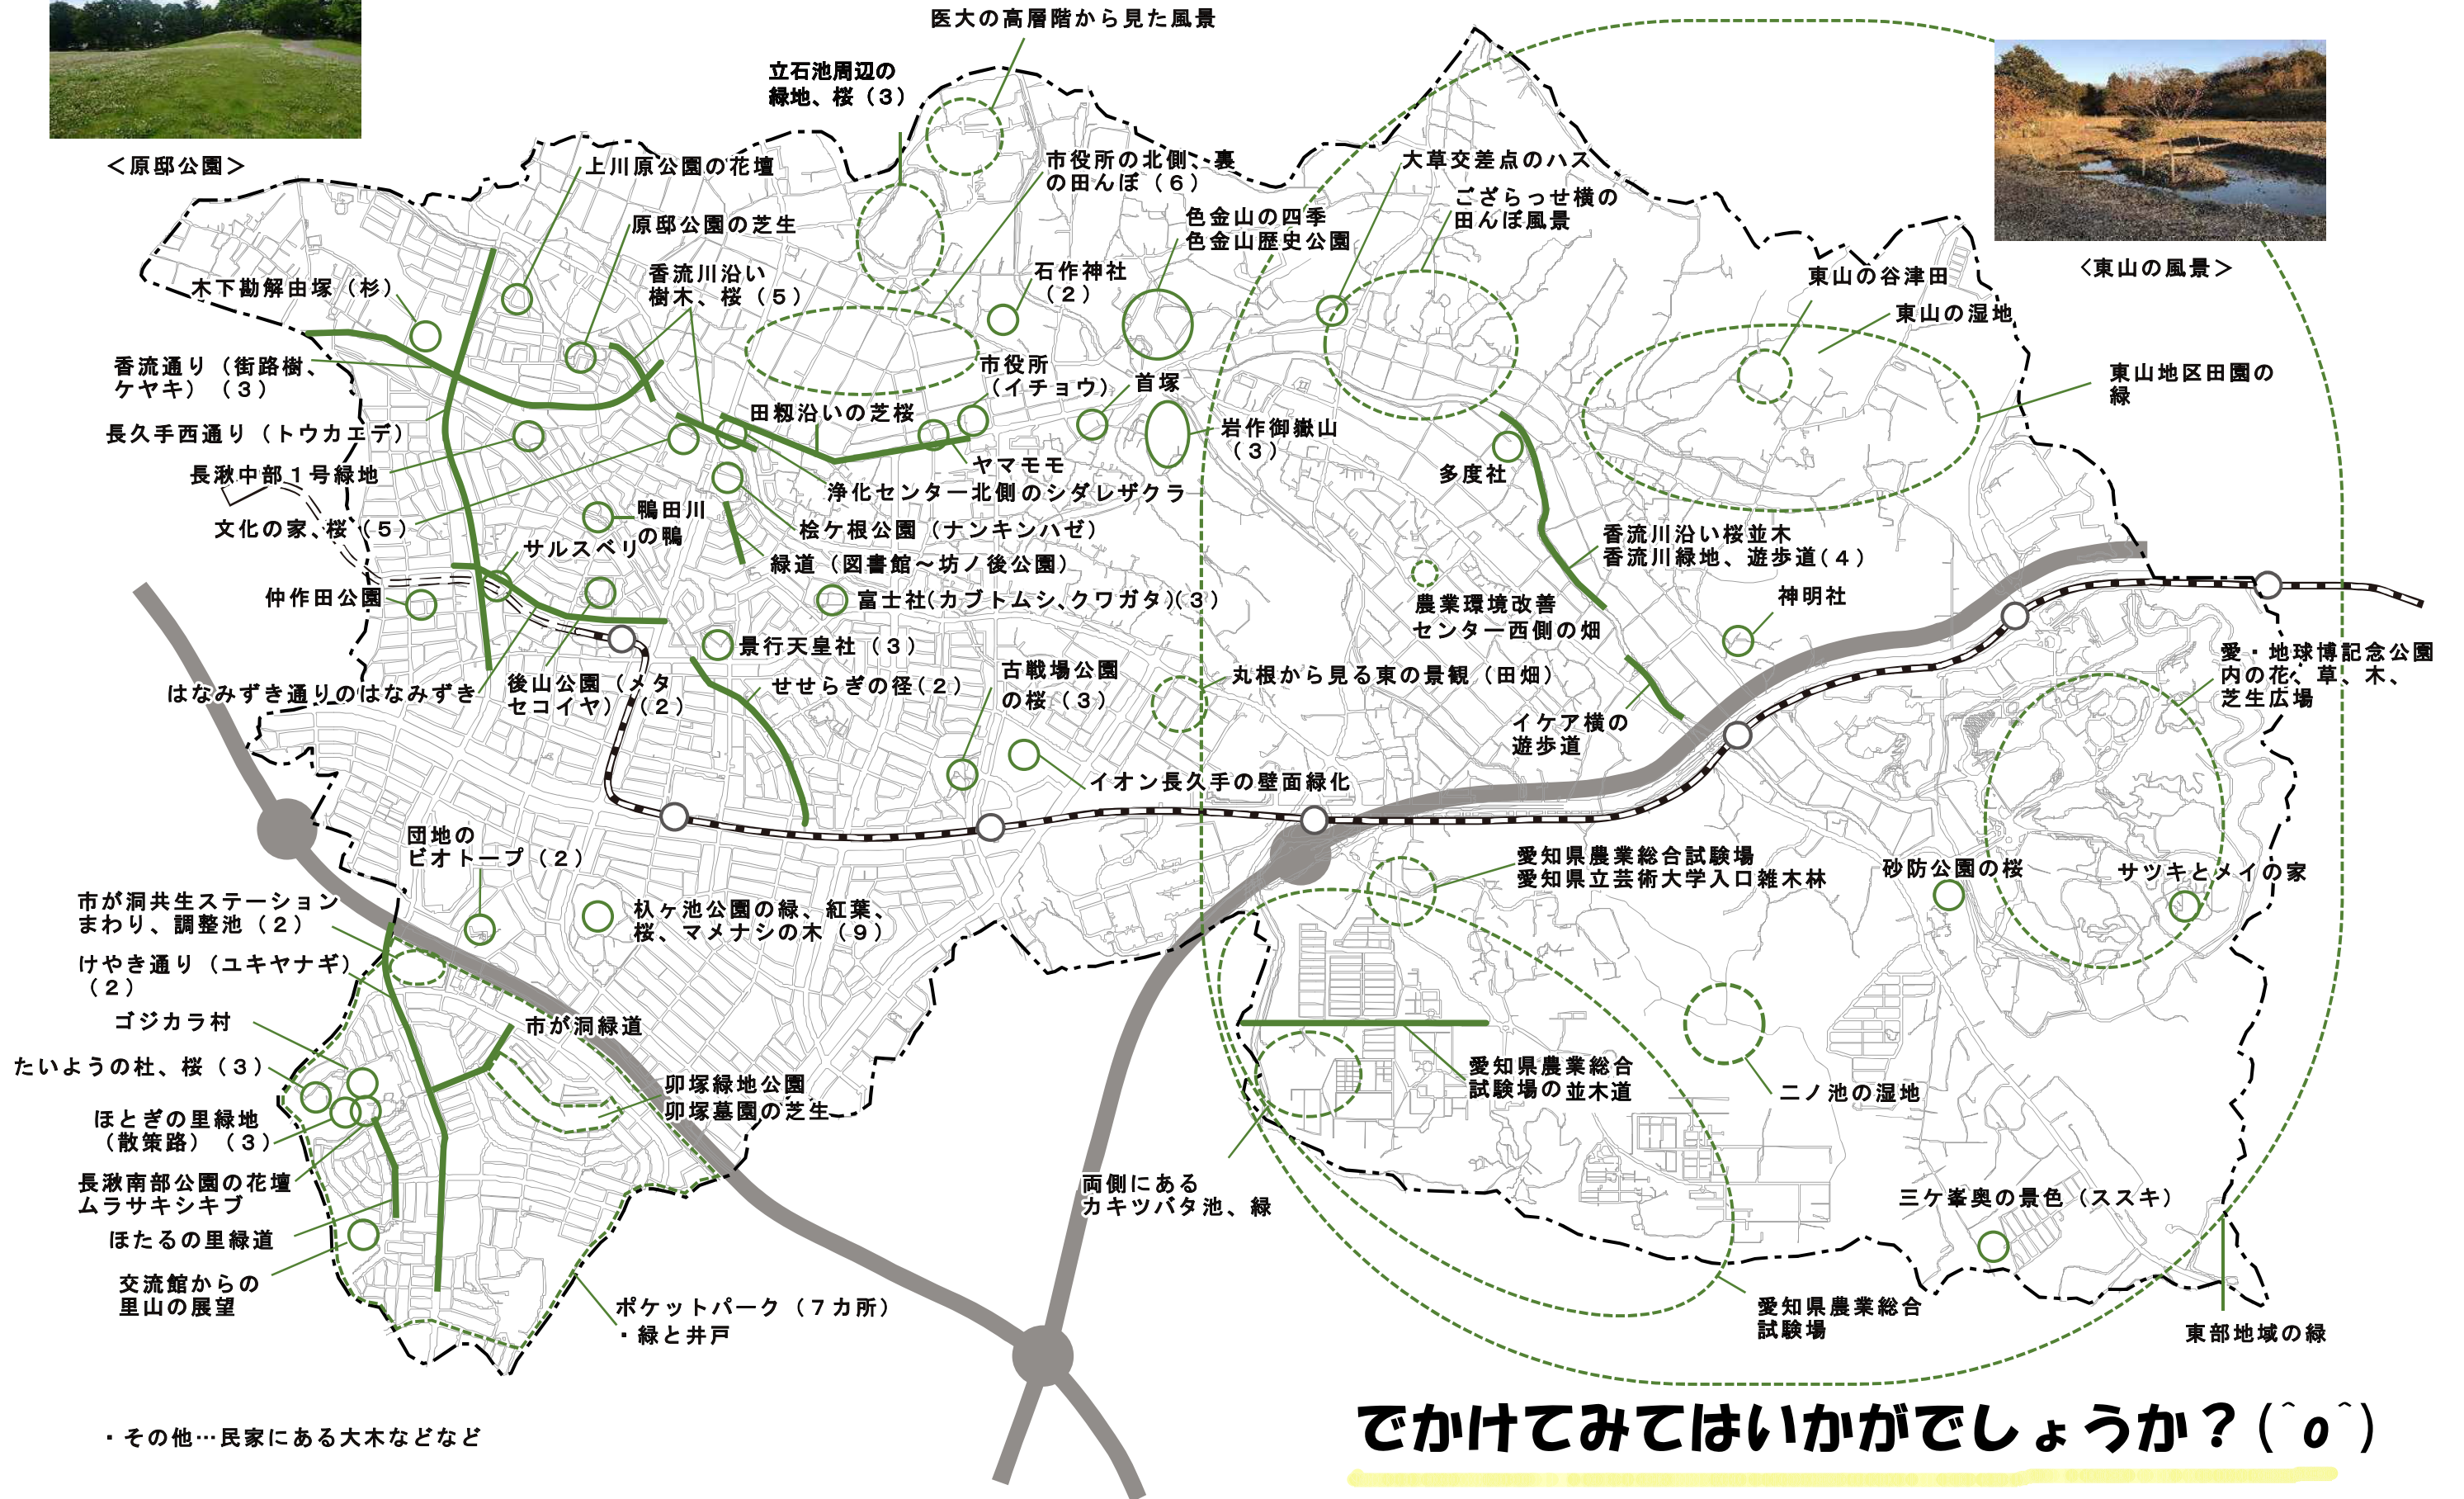 医大の高層階から見た風景
立石池周辺の
緑地、桜（３）
＜原邸公園＞
上川原公園の花壇
市役所の北側、裏
の田んぼ（６）
大草交差点のハス
ござらっせ横の
田んぼ風景
原邸公園の芝生
色金山の四季
色金山歴史公園
＜東山の風景＞
木下勘解由塚（杉）
香流川沿い
樹木、桜（５）
石作神社
（２）
東山の谷津田
東山の湿地
香流通り（街路樹、
ケヤキ）（３）
市役所
（イチョウ）
首塚
東山地区田園の
緑
長久手西通り（トウカエデ）
田籾沿いの芝桜
岩作御嶽山
（３）
長湫中部１号緑地
ヤマモモ
浄化センター北側のシダレザクラ
多度社
文化の家、桜（５）
鴨田川
の鴨
桧ケ根公園（ナンキンハゼ）
香流川沿い桜並木
香流川緑地、遊歩道（４）
サルスベリ
緑道（図書館～坊ノ後公園）
仲作田公園
富士社（カブトムシ、クワガタ）（３）
農業環境改善
センター西側の畑
神明社
景行天皇社（３）
愛・地球博記念公園
内の花、草、木、
芝生広場
はなみずき通りのはなみずき
後山公園（メタ
セコイヤ）（２）
せせらぎの径（２）
古戦場公園
の桜（３）
丸根から見る東の景観（田畑）
イケア横の
遊歩道
イオン長久手の壁面緑化
団地の
ビオトープ（２）
愛知県農業総合試験場
愛知県立芸術大学入口雑木林
砂防公園の桜
サツキとメイの家
市が洞共生ステーション
まわり、調整池（２）
杁ヶ池公園の緑、紅葉、
桜、マメナシの木（９）
けやき通り（ユキヤナギ）
（２）
ゴジカラ村
市が洞緑道
たいようの杜、桜（３）
卯塚緑地公園
卯塚墓園の芝生
愛知県農業総合
試験場の並木道
二ノ池の湿地
ほとぎの里緑地
（散策路）（３）
長湫南部公園の花壇
ムラサキシキブ
両側にある
カキツバタ池、緑
三ケ峯奥の景色（ススキ）
ほたるの里緑道
交流館からの
里山の展望
ポケットパーク（７カ所）
・緑と井戸
愛知県農業総合
試験場
東部地域の緑
・その他…民家にある大木などなど
でかけてみてはいかがでしょうか？(＾o＾)